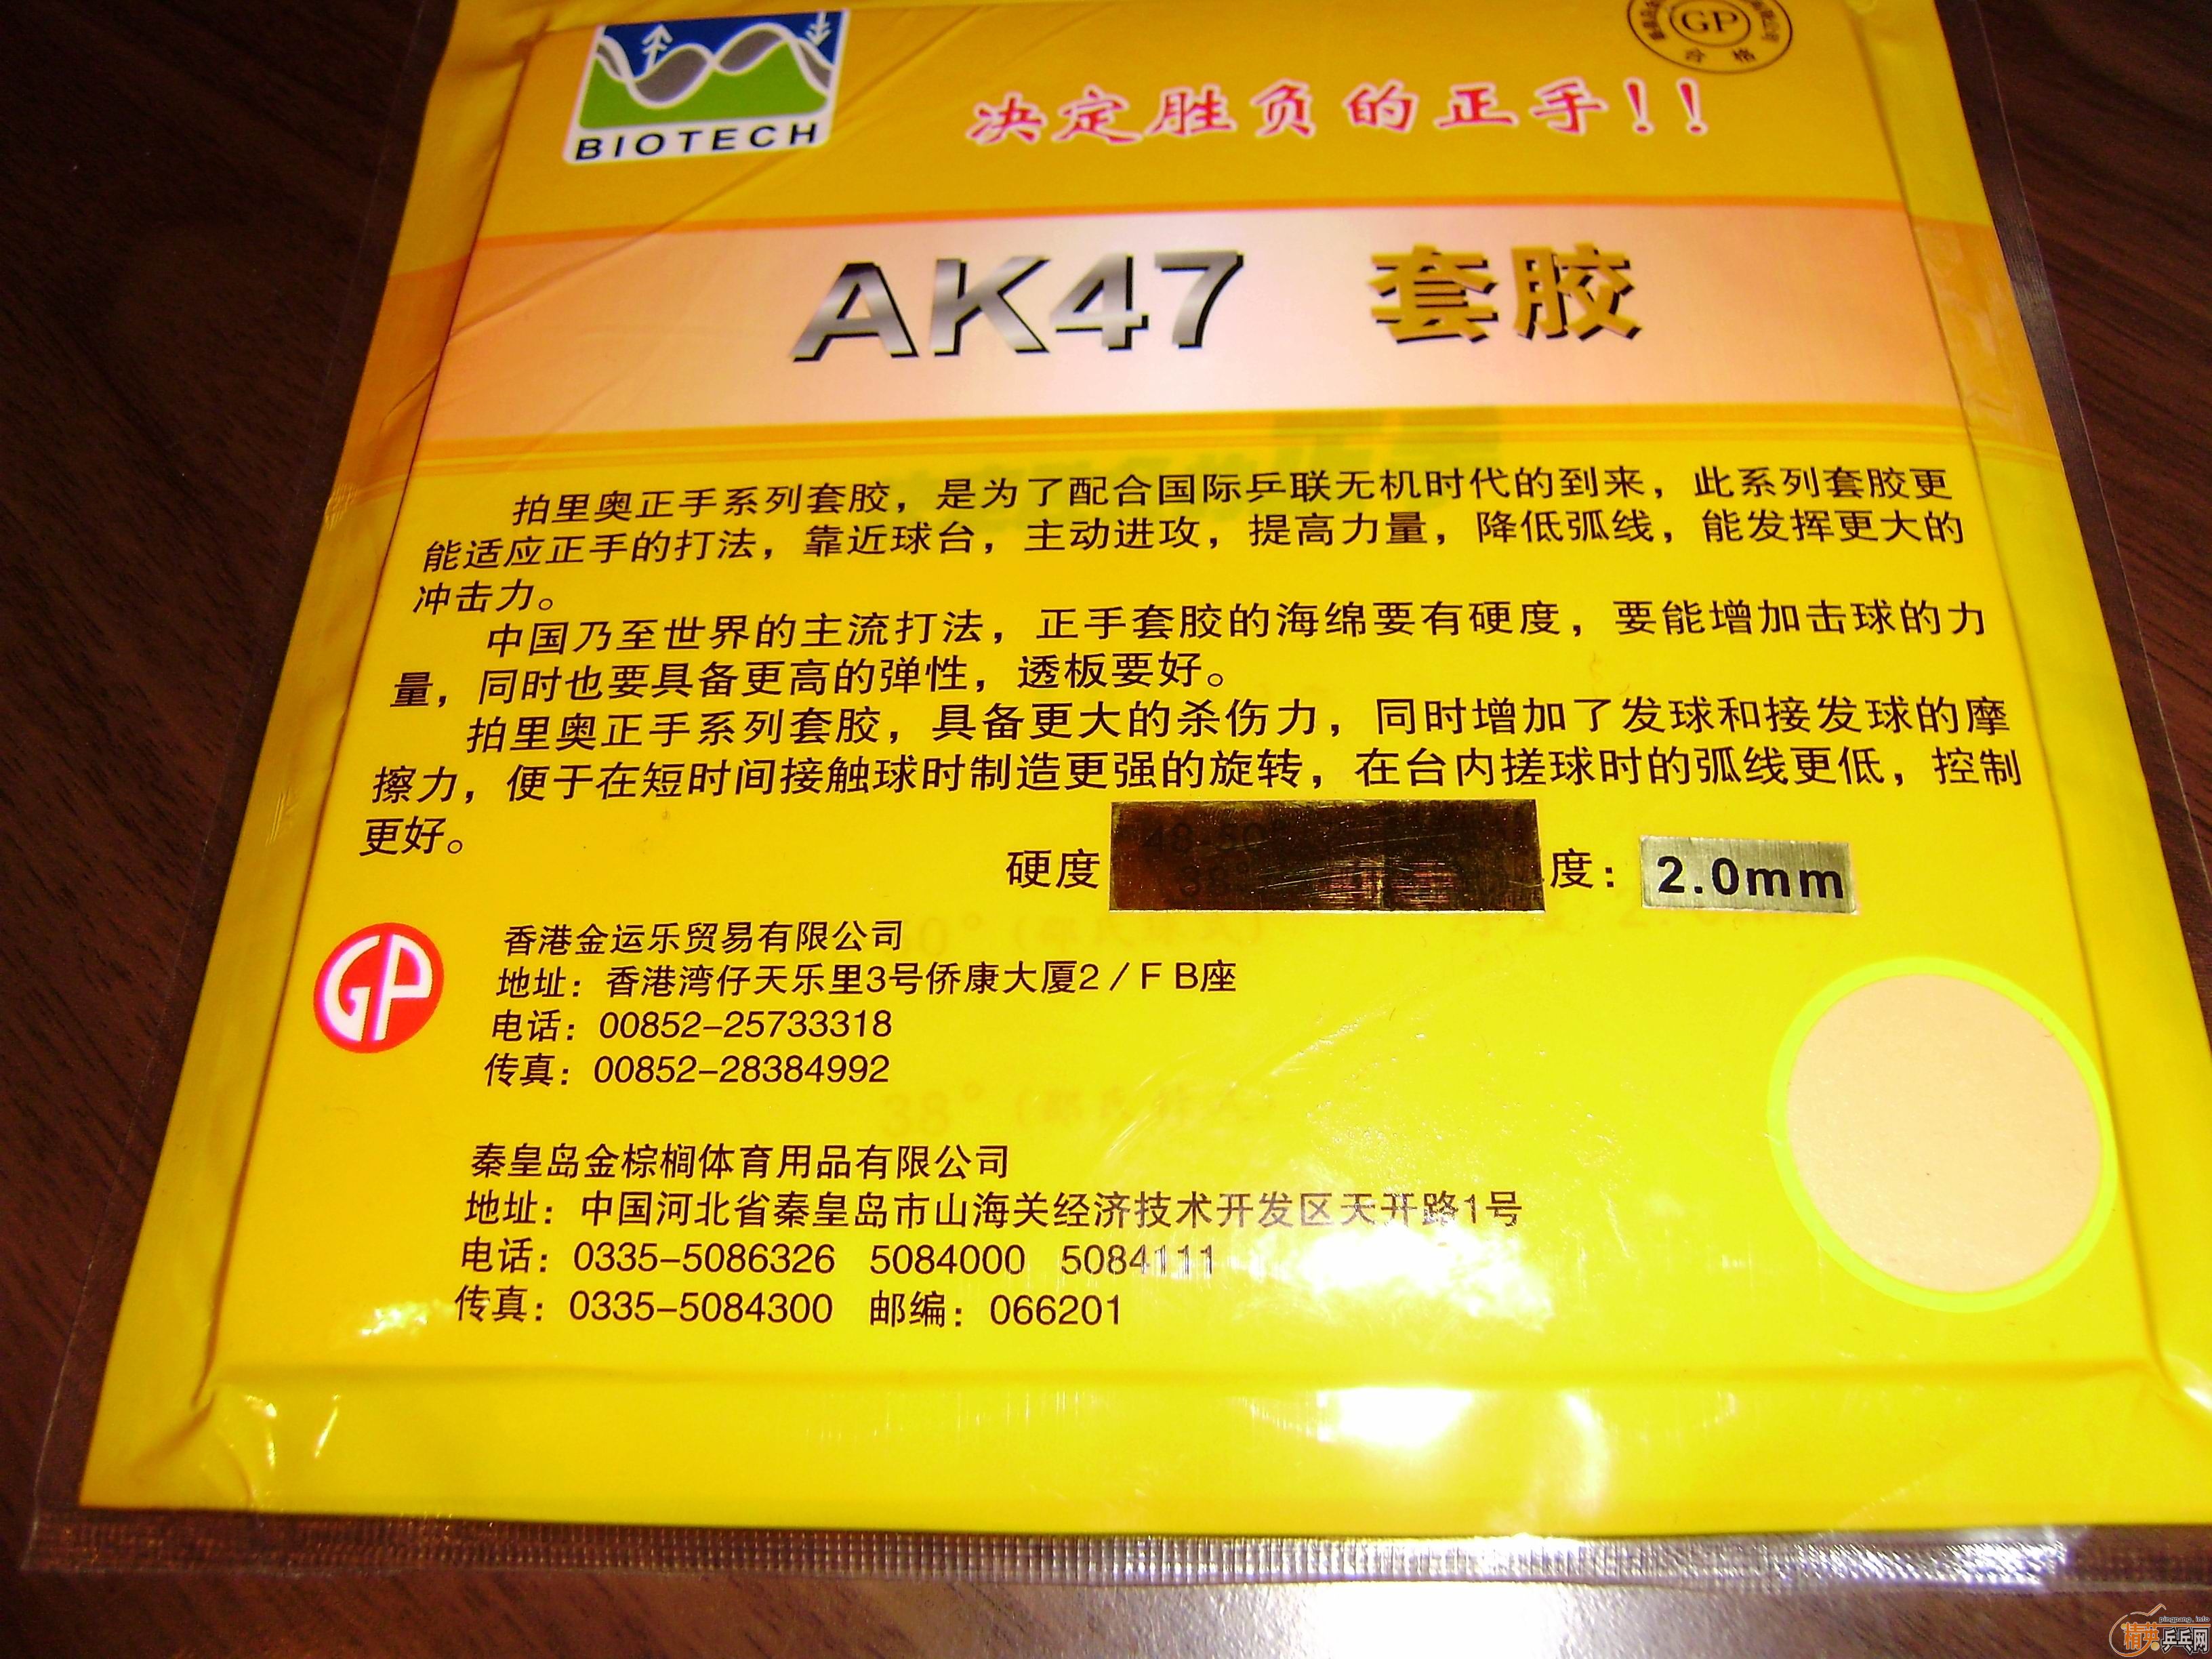 BIOTECH
GP
合格
决定胜负的正手！！
AK47 套胶
拍里奥正手系列套胶，是为了配合国际乒联无机时代的到来，此系列套胶更
能适应正手的打法，靠近球台，主动进攻，提高力量，降低弧线，能发挥更大的
冲击力。
中国乃至世界的主流打法，正手套胶的海绵要有硬度，要能增加击球的力
量，同时也要具备更高的弹性，透板要好。
拍里奥正手系列套胶，具备更大的杀伤力，同时增加了发球和接发球的摩
擦力，便于在短时间接触球时制造更强的旋转，在台内搓球时的弧线更低，控制
更好。
硬度 48-50° 38° 度：2.0mm
GP
香港金运乐贸易有限公司
地址：香港湾仔天乐里3号侨康大厦2／F B座
电话：00852-25733318
传真：00852-28384992
38°
秦皇岛金棕榈体育用品有限公司
地址：中国河北省秦皇岛市山海关经济技术开发区天开路1号
电话：0335-5086326 5084000 5084111
传真：0335-5084300 邮编：066201
pingpang.info
精英乒乓网